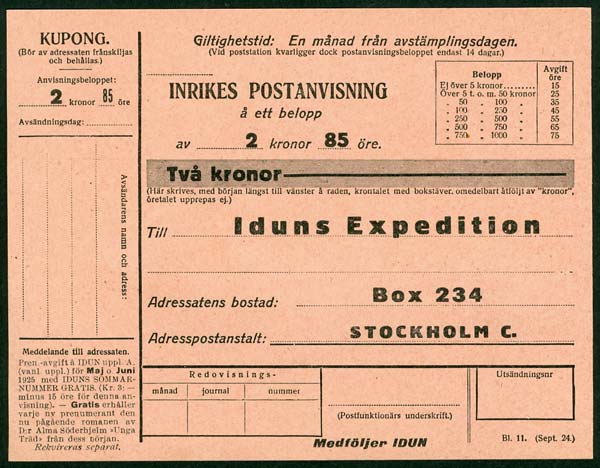 KUPONG.
(Bör av adressaten frånskiljas
och behållas.)
Anvisningsbeloppet:
2 kronor 85 öre
Avsändningsdag:
Avsändarens namn och adress:
Meddelande till adressaten.
Pren.-avgift å IDUN uppl. A.
(vanl. uppl.) för Maj o. Juni
1925 med IDUNS SOMMAR-
NUMMER GRATIS. (Kr. 3: —
minus 15 öre för denna an-
visning). — Gratis erhåller
varje ny prenumerant den
nu pågående romanen av
D:r Alma Söderhjelm »Unga
Träd» från dess början.
Rekvireras separat.
Giltighetstid: En månad från avstämplingsdagen.
(Vid poststation kvarligger dock postanvisningsbeloppet endast 14 dagar.)
INRIKES POSTANVISNING
å ett belopp
av 2 kronor 85 öre.
Belopp Avgift öre
Ej över 5 kronor 15
Över 5 t. o. m. 50 kronor 25
„ 50 „ 100 „ 35
„ 100 „ 250 „ 45
„ 250 „ 500 „ 55
„ 500 „ 750 „ 65
„ 750 „ 1000 „ 75
Två kronor
(Här skrives, med början längst till vänster å raden, krontalet med bokstäver, omedelbart åtföljt av "kronor",
öretalet upprepas ej.)
Till Iduns Expedition
Adressatens bostad: Box 234
Adresspostanstalt: STOCKHOLM C.
Redovisnings-
månad journal nummer
(Postfunktionärs underskrift.)
Utsändningsnr
Medföljer IDUN
Bl. 11. (Sept. 24.)